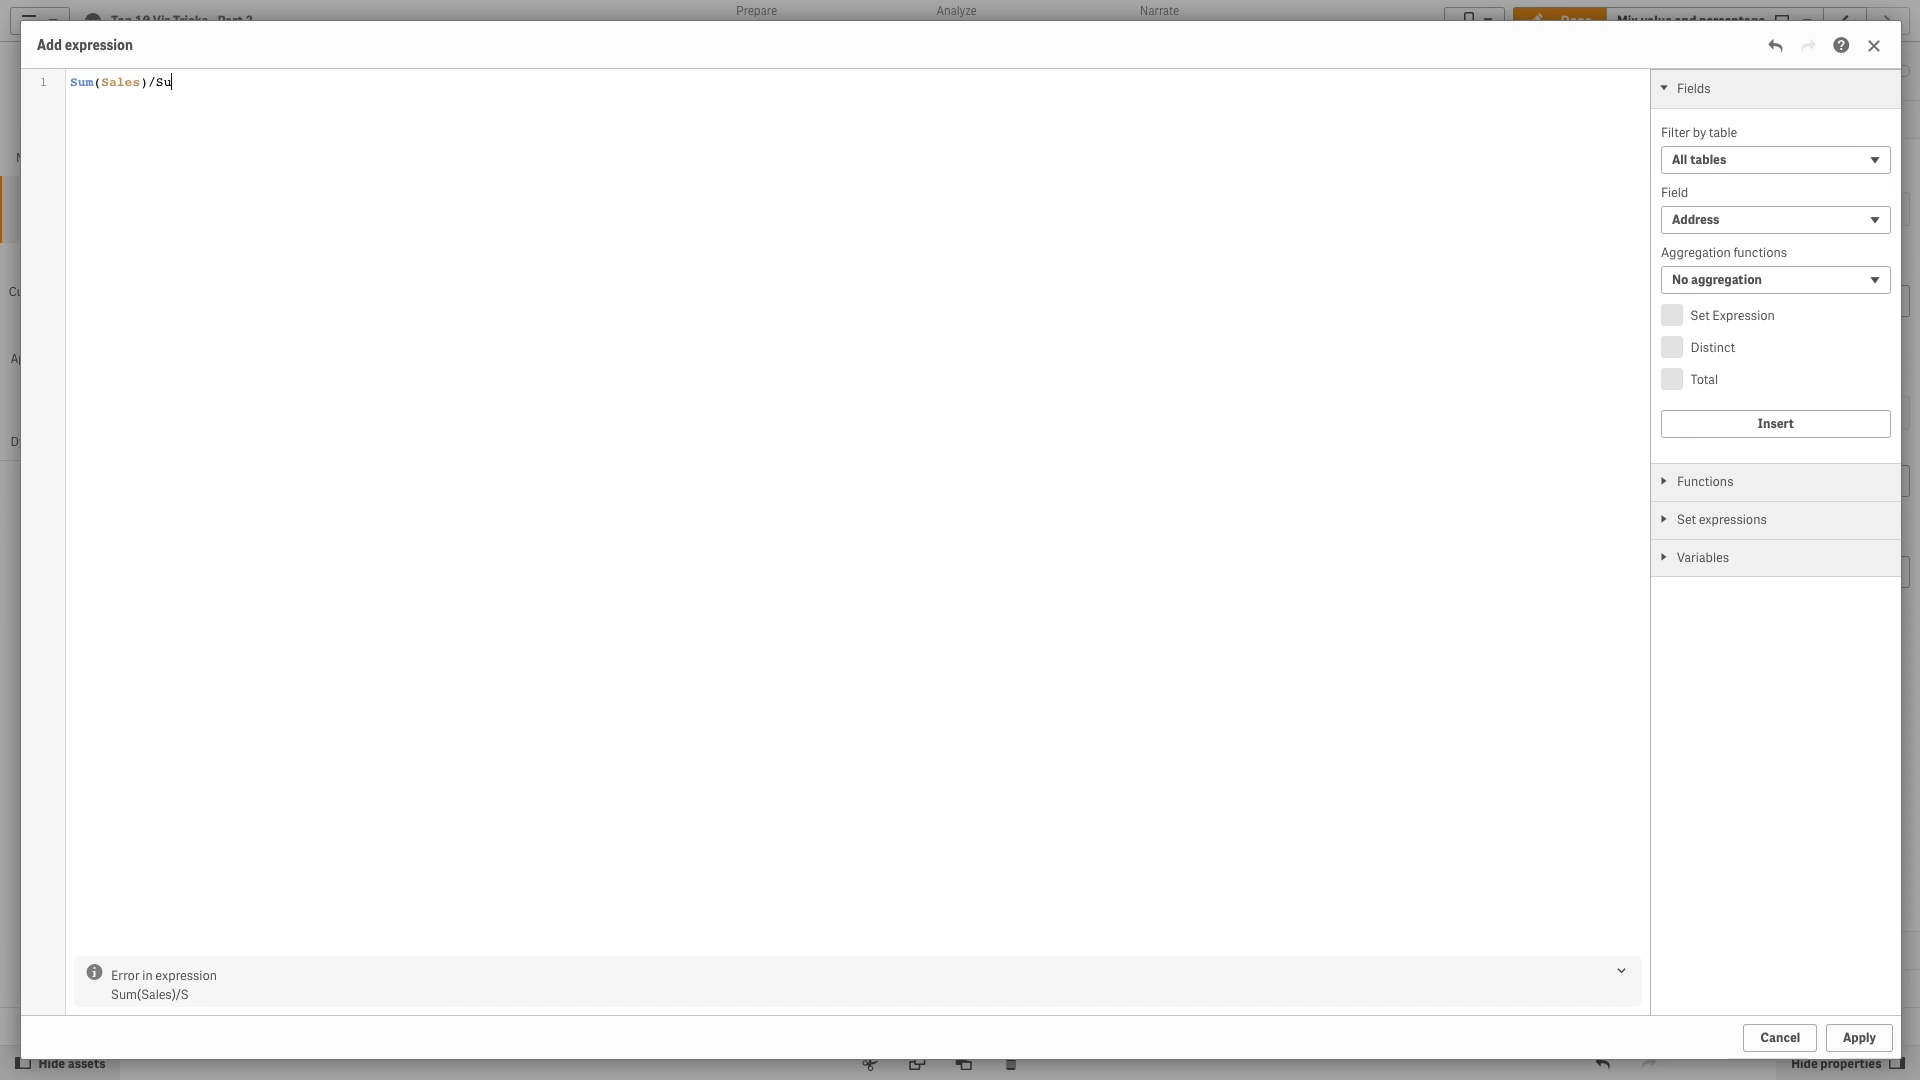 Prepare
Analyze
Narrate
Add expression
1
Sum(Sales)/Su
Fields
Filter by table
All tables
Field
Address
Aggregation functions
No aggregation
Set Expression
Distinct
Total
Insert
Functions
Set expressions
Variables
Error in expression
Sum(Sales)/S
Cancel
Apply
Hide assets
Hide properties